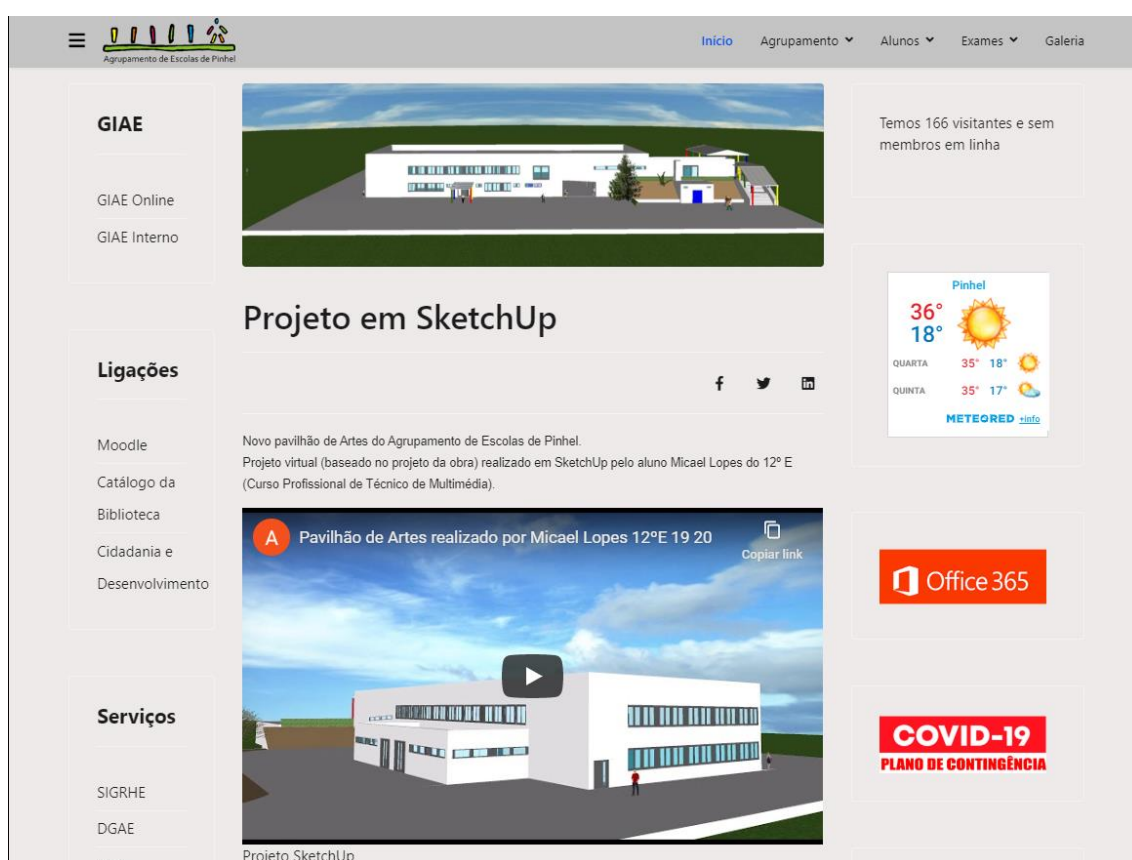 Agrupamento de Escolas de Pinhel
Início Agrupamento Alunos Exames Galeria
GIAE
GIAE Online
GIAE Interno
Ligações
Moodle
Catálogo da
Biblioteca
Cidadania e
Desenvolvimento
Serviços
SIGRHE
DGAE
Projeto em SketchUp
Novo pavilhão de Artes do Agrupamento de Escolas de Pinhel.
Projeto virtual (baseado no projeto da obra) realizado em SketchUp pelo aluno Micael Lopes do 12º E
(Curso Profissional de Técnico de Multimédia).
A Pavilhão de Artes realizado por Micael Lopes 12ºE 19 20
Copiar link
Projeto SketchUp
Temos 166 visitantes e sem
membros em linha
Pinhel
36°
18°
QUARTA 35° 18°
QUINTA 35° 17°
METEORED +info
Office 365
COVID-19
PLANO DE CONTINGÊNCIA